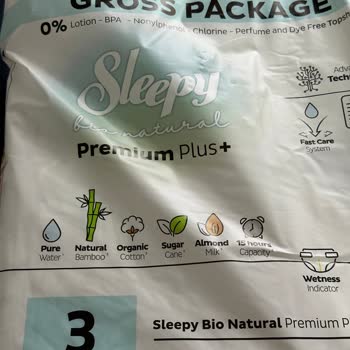 GROSS PACKAGE
0% Lotion - BPA - Nonylphenol - Chlorine - Perfume and Dye Free
Sleepy
bio natural
Premium Plus+
Fast Care
System
Pure
Water
Natural
Bamboo
Organic
Cotton
Sugar
Cane
Almond
Milk
15 hours
Capacity
Wetness
Indicator
3
Sleepy Bio Natural Premium